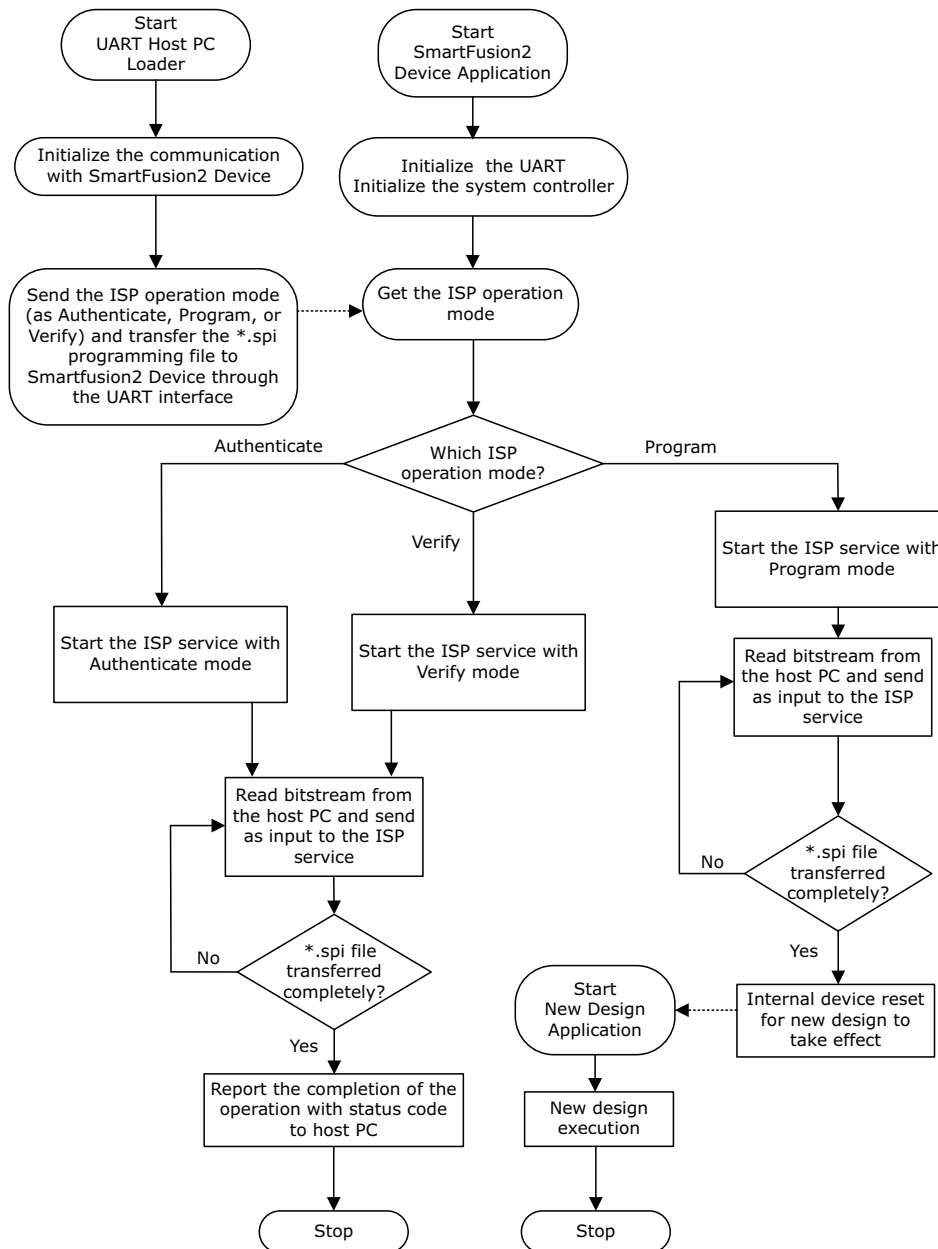 Start
UART Host PC
Loader
Start
SmartFusion2
Device Application
Initialize the communication
with SmartFusion2 Device
Initialize  the UART
Initialize the system controller
Send the ISP operation mode
(as Authenticate, Program, or
Verify) and transfer the *.spi
programming file to
Smartfusion2 Device through
the UART interface
Get the ISP operation
mode
Authenticate
Which ISP
operation mode?
Program
Verify
Start the ISP service with
Program mode
Start the ISP service with
Authenticate mode
Start the ISP service with
Verify mode
Read bitstream from
the host PC and send
as input to the ISP
service
Read bitstream from
the host PC and send
as input to the ISP
service
No
*.spi file
transferred
completely?
Yes
No
*.spi file
transferred
completely?
Yes
Start
New Design
Application
Internal device reset
for new design to
take effect
Report the completion of the
operation with status code
to host PC
New design
execution
Stop
Stop